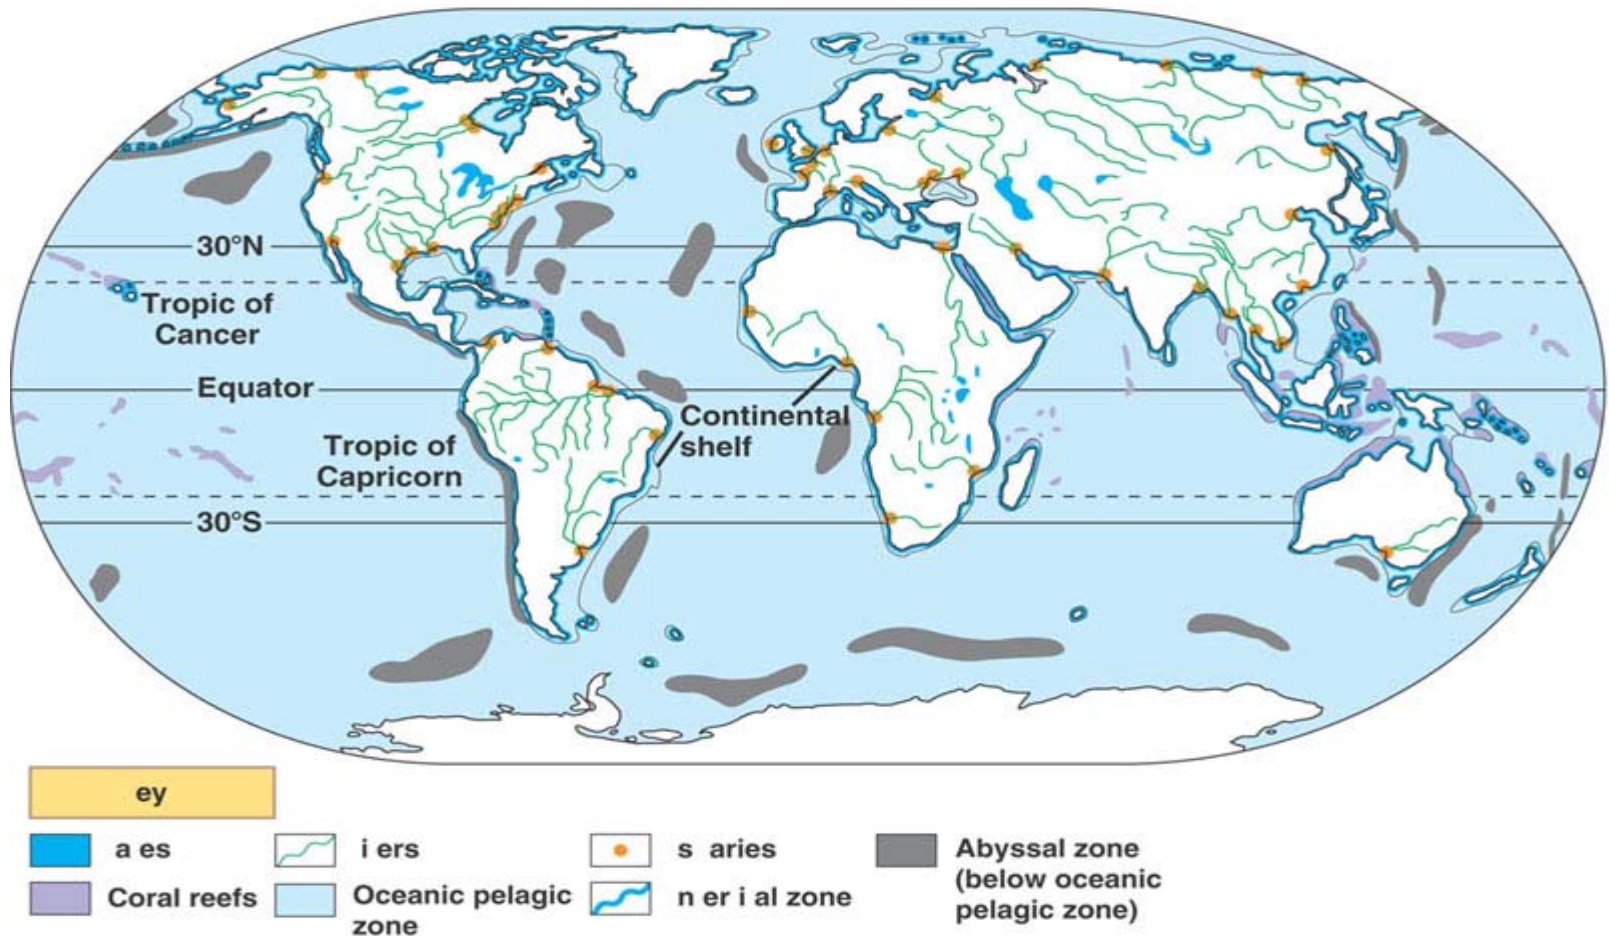 30°N
Tropic of
Cancer
Equator
Continental
shelf
Tropic of
Capricorn
30°S
ey
a es
i ers
s aries
Abyssal zone
(below oceanic
pelagic zone)
Coral reefs
Oceanic pelagic
zone
n er i al zone